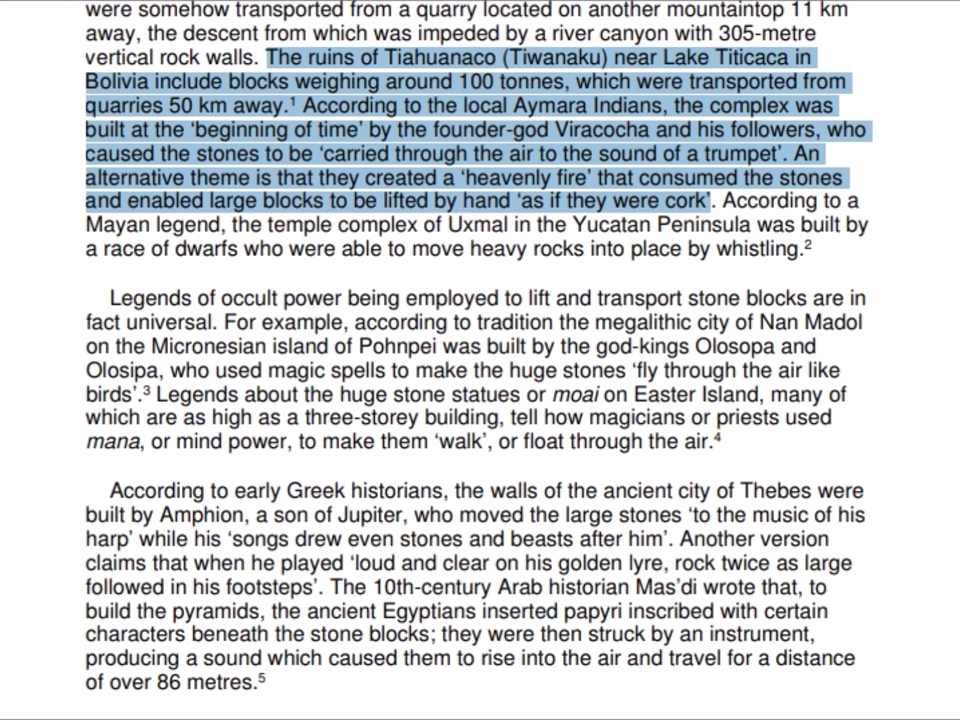 were somehow transported from a quarry located on another mountaintop 11 km
away, the descent from which was impeded by a river canyon with 305-metre
vertical rock walls. The ruins of Tiahuanaco (Tiwanaku) near Lake Titicaca in
Bolivia include blocks weighing around 100 tonnes, which were transported from
quarries 50 km away.¹ According to the local Aymara Indians, the complex was
built at the ‘beginning of time’ by the founder-god Viracocha and his followers, who
caused the stones to be ‘carried through the air to the sound of a trumpet’. An
alternative theme is that they created a ‘heavenly fire’ that consumed the stones
and enabled large blocks to be lifted by hand ‘as if they were cork’. According to a
Mayan legend, the temple complex of Uxmal in the Yucatan Peninsula was built by
a race of dwarfs who were able to move heavy rocks into place by whistling.²
Legends of occult power being employed to lift and transport stone blocks are in
fact universal. For example, according to tradition the megalithic city of Nan Madol
on the Micronesian island of Pohnpei was built by the god-kings Olosopa and
Olosipa, who used magic spells to make the huge stones ‘fly through the air like
birds’.³ Legends about the huge stone statues or moai on Easter Island, many of
which are as high as a three-storey building, tell how magicians or priests used
mana, or mind power, to make them ‘walk’, or float through the air.⁴
According to early Greek historians, the walls of the ancient city of Thebes were
built by Amphion, a son of Jupiter, who moved the large stones ‘to the music of his
harp’ while his ‘songs drew even stones and beasts after him’. Another version
claims that when he played ‘loud and clear on his golden lyre, rock twice as large
followed in his footsteps’. The 10th-century Arab historian Mas’di wrote that, to
build the pyramids, the ancient Egyptians inserted papyri inscribed with certain
characters beneath the stone blocks; they were then struck by an instrument,
producing a sound which caused them to rise into the air and travel for a distance
of over 86 metres.⁵